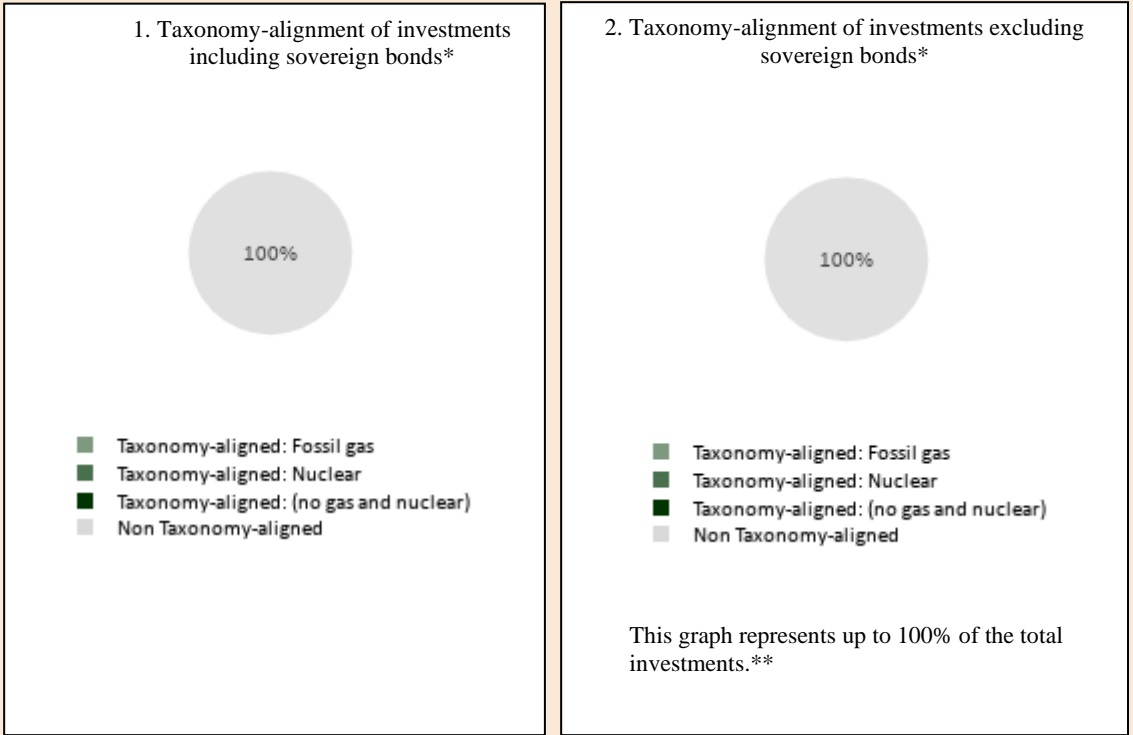 1. Taxonomy-alignment of investments
including sovereign bonds*
100%
Taxonomy-aligned: Fossil gas
Taxonomy-aligned: Nuclear
Taxonomy-aligned: (no gas and nuclear)
Non Taxonomy-aligned
2. Taxonomy-alignment of investments excluding
sovereign bonds*
100%
Taxonomy-aligned: Fossil gas
Taxonomy-aligned: Nuclear
Taxonomy-aligned: (no gas and nuclear)
Non Taxonomy-aligned
This graph represents up to 100% of the total
investments.**